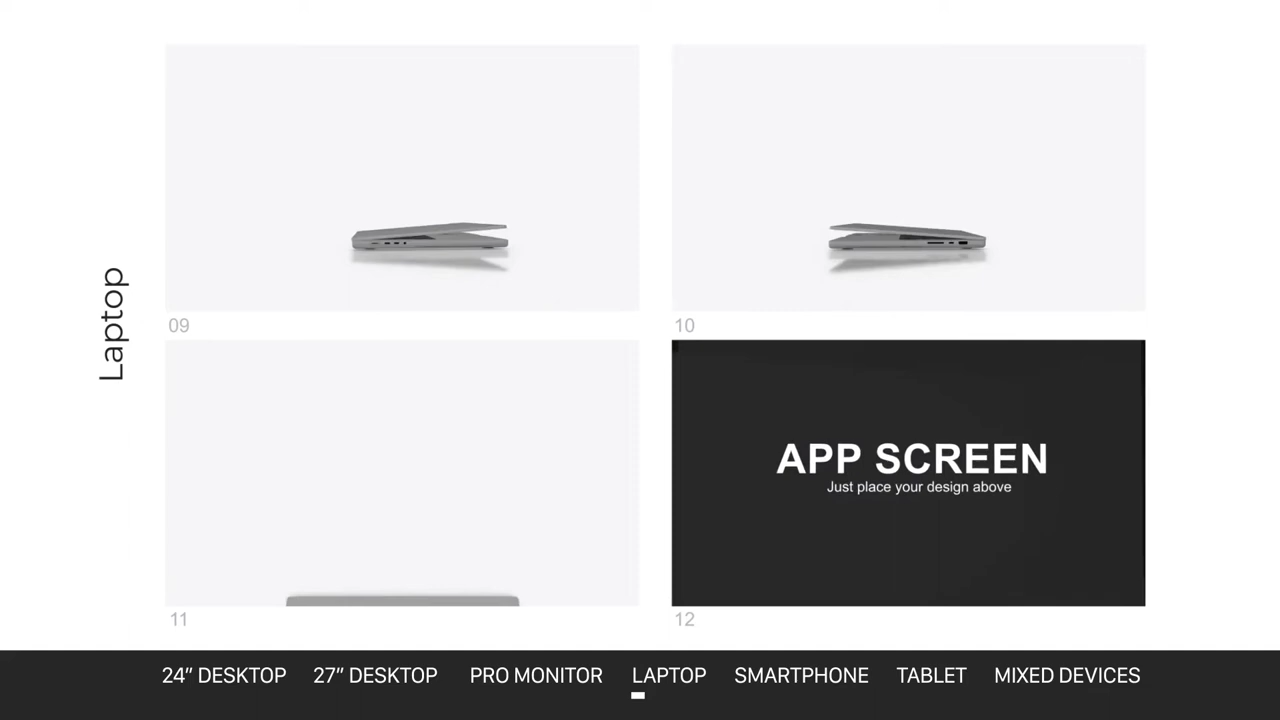 Laptop
09
10
APP SCREEN
Just place your design above
11
12
24″ DESKTOP
27″ DESKTOP
PRO MONITOR
LAPTOP
SMARTPHONE
TABLET
MIXED DEVICES